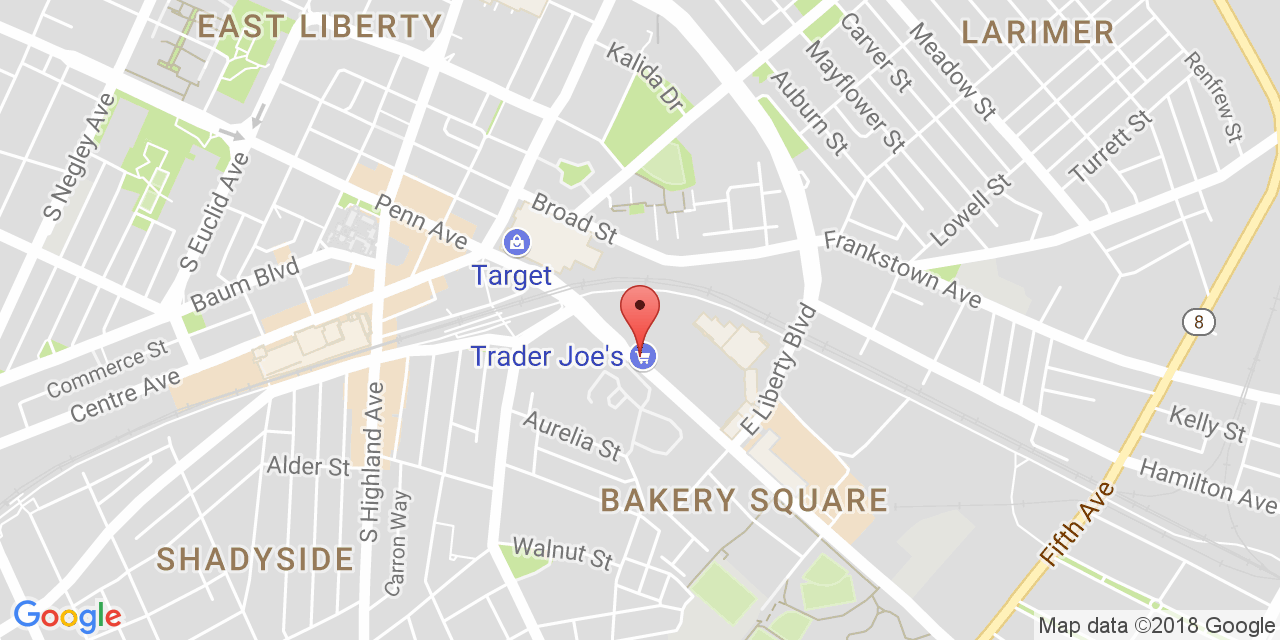 EAST LIBERTY
LARIMER
Kalida Dr
Carver St
Mayflower St
Meadow St
Auburn St
Renfrew St
Turrett St
S Negley Ave
S Euclid Ave
Lowell St
Penn Ave
Broad St
Frankstown Ave
Target
Baum Blvd
8
Commerce St
Centre Ave
Trader Joe's
E Liberty Blvd
S Highland Ave
Aurelia St
Kelly St
Alder St
Hamilton Ave
BAKERY SQUARE
Carron Way
Fifth Ave
SHADYSIDE
Walnut St
Google
Map data ©2018 Google